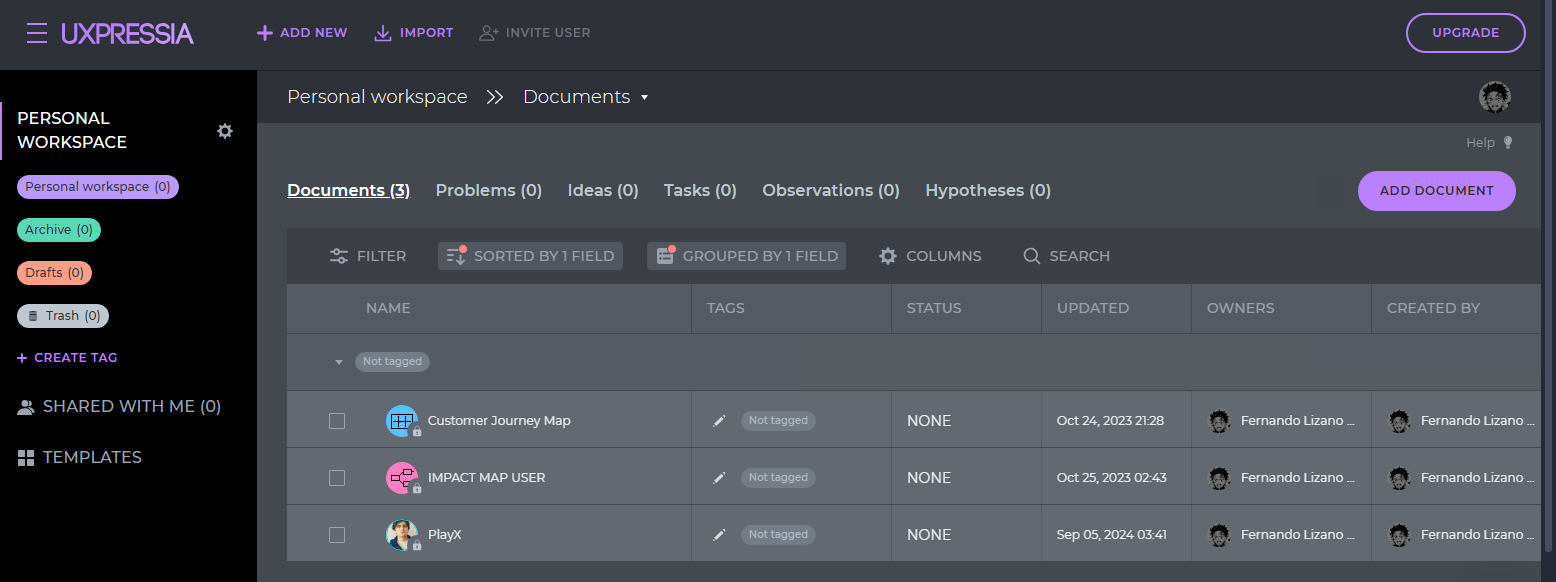 UXPRESSIA
ADD NEW
IMPORT
INVITE USER
UPGRADE
PERSONAL
WORKSPACE
Personal workspace (0)
Archive (0)
Drafts (0)
Trash (0)
+ CREATE TAG
SHARED WITH ME (0)
TEMPLATES
Personal workspace >> Documents
Help
Documents (3) Problems (0) Ideas (0) Tasks (0) Observations (0) Hypotheses (0)
ADD DOCUMENT
FILTER SORTED BY 1 FIELD GROUPED BY 1 FIELD COLUMNS SEARCH
NAME TAGS STATUS UPDATED OWNERS CREATED BY
Not tagged
Customer Journey Map Not tagged NONE Oct 24, 2023 21:28 Fernando Lizano ... Fernando Lizano ...
IMPACT MAP USER Not tagged NONE Oct 25, 2023 02:43 Fernando Lizano ... Fernando Lizano ...
PlayX Not tagged NONE Sep 05, 2024 03:41 Fernando Lizano ... Fernando Lizano ...